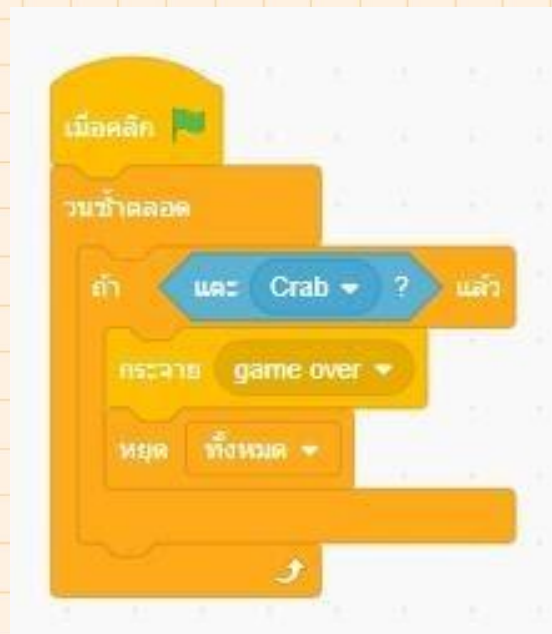 เมื่อคลิก
วนซ้ำตลอด
ถ้า แตะ Crab ? แล้ว
กระจาย game over
หยุด ทั้งหมด